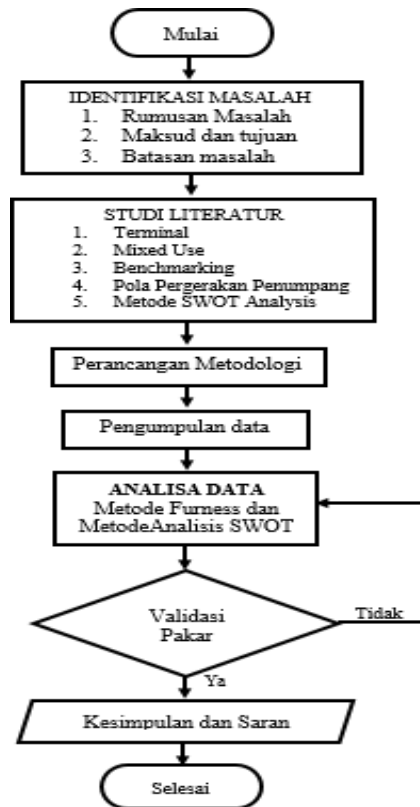 Mulai
IDENTIFIKASI MASALAH
1. Rumusan Masalah
2. Maksud dan tujuan
3. Batasan masalah
STUDI LITERATUR
1. Terminal
2. Mixed Use
3. Benchmarking
4. Pola Pergerakan Penumpang
5. Metode SWOT Analysis
Perancangan Metodologi
Pengumpulan data
ANALISA DATA
Metode Furness dan
MetodeAnalisis SWOT
Validasi
Pakar
Tidak
Ya
Kesimpulan dan Saran
Selesai